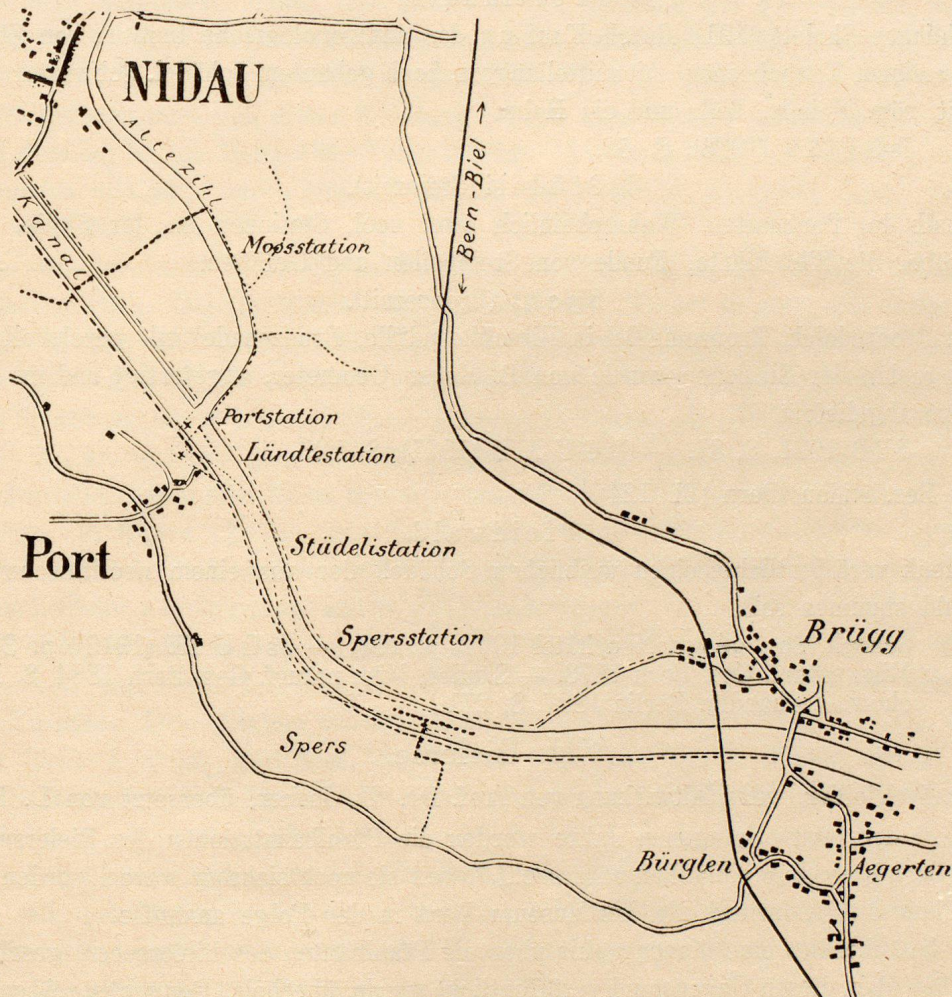 NIDAU
Alte Zihl
Kanal
← Bern-Biel →
Moosstation
Portstation
Ländtestation
Port
Stüdelistation
Spersstation
Brügg
Spers
Bürglen
Aegerten